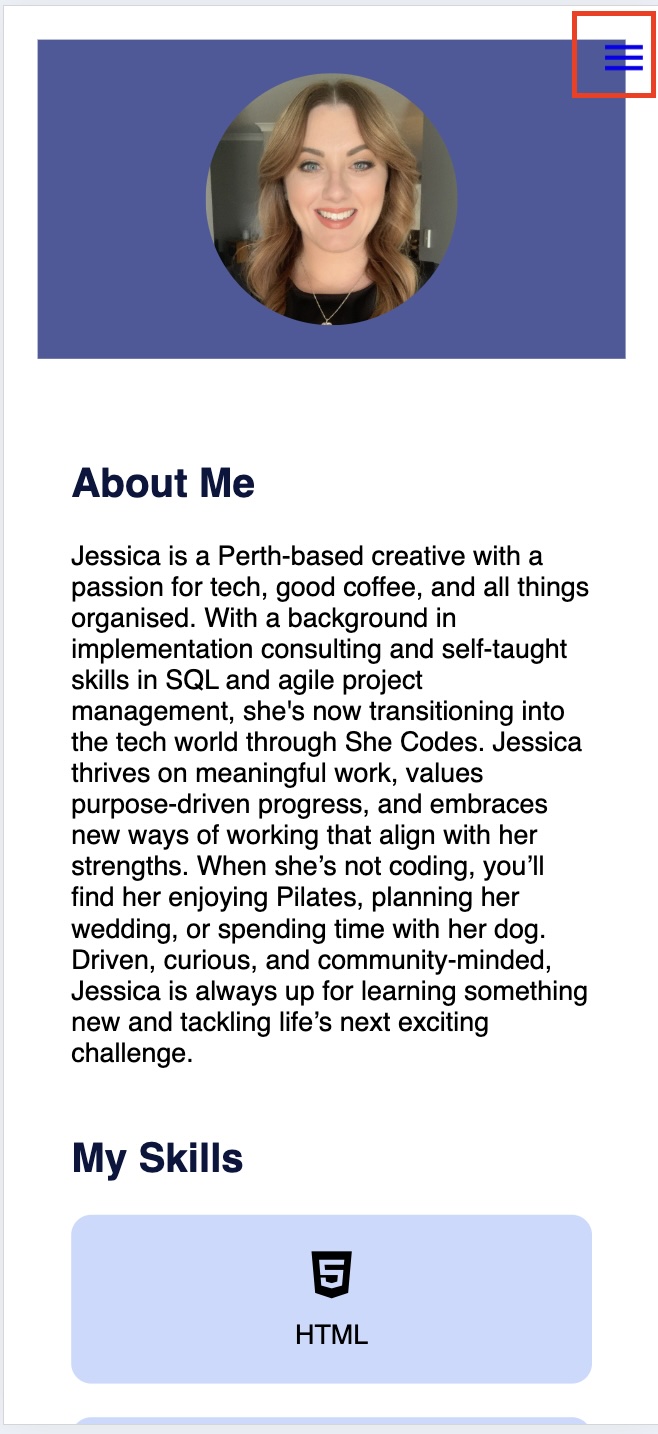 About Me
Jessica is a Perth-based creative with a
passion for tech, good coffee, and all things
organised. With a background in
implementation consulting and self-taught
skills in SQL and agile project
management, she's now transitioning into
the tech world through She Codes. Jessica
thrives on meaningful work, values
purpose-driven progress, and embraces
new ways of working that align with her
strengths. When she’s not coding, you’ll
find her enjoying Pilates, planning her
wedding, or spending time with her dog.
Driven, curious, and community-minded,
Jessica is always up for learning something
new and tackling life’s next exciting
challenge.
My Skills
5
HTML